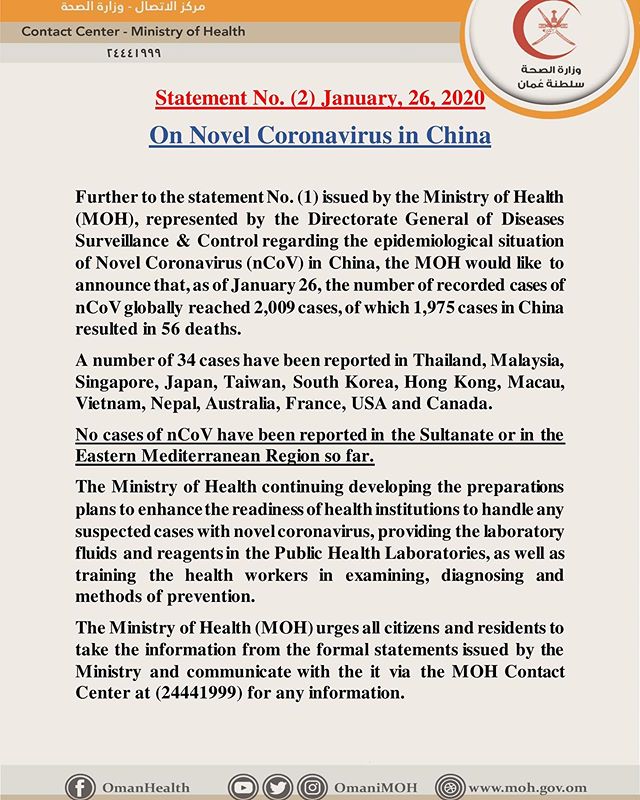 مركز الاتصال - وزارة الصحة
Contact Center - Ministry of Health
٢٤٤٤١٩٩٩
وزارة الصحة
سلطنة عُمان
Statement No. (2) January, 26, 2020
On Novel Coronavirus in China
Further to the statement No. (1) issued by the Ministry of Health
(MOH), represented by the Directorate General of Diseases
Surveillance & Control regarding the epidemiological situation
of Novel Coronavirus (nCoV) in China, the MOH would like to
announce that, as of January 26, the number of recorded cases of
nCoV globally reached 2,009 cases, of which 1,975 cases in China
resulted in 56 deaths.
A number of 34 cases have been reported in Thailand, Malaysia,
Singapore, Japan, Taiwan, South Korea, Hong Kong, Macau,
Vietnam, Nepal, Australia, France, USA and Canada.
No cases of nCoV have been reported in the Sultanate or in the
Eastern Mediterranean Region so far.
The Ministry of Health continuing developing the preparations
plans to enhance the readiness of health institutions to handle any
suspected cases with novel coronavirus, providing the laboratory
fluids and reagents in the Public Health Laboratories, as well as
training the health workers in examining, diagnosing and
methods of prevention.
The Ministry of Health (MOH) urges all citizens and residents to
take the information from the formal statements issued by the
Ministry and communicate with the it via the MOH Contact
Center at (24441999) for any information.
OmanHealth
OmaniMOH
www.moh.gov.om